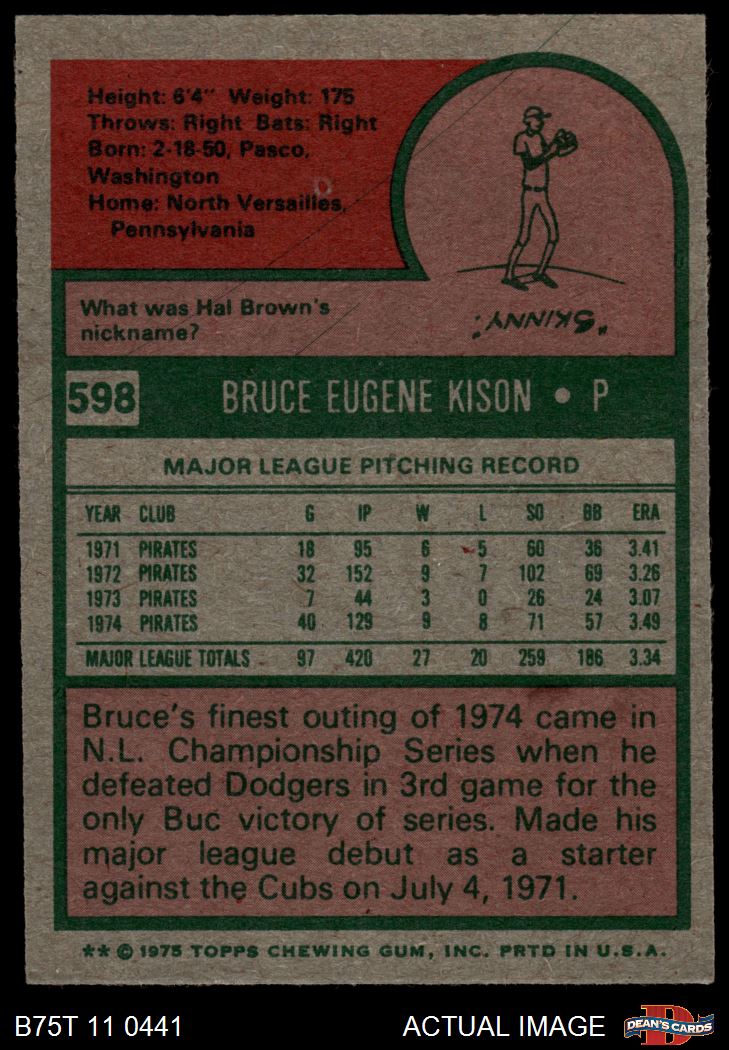 Height: 6'4" Weight: 175
Throws: Right Bats: Right
Born: 2-18-50, Pasco,
Washington
Home: North Versailles,
Pennsylvania
"SKINNY."
What was Hal Brown's
nickname?
598 BRUCE EUGENE KISON • P
MAJOR LEAGUE PITCHING RECORD
YEAR CLUB G IP W L SO BB ERA
1971 PIRATES 18 95 6 5 60 36 3.41
1972 PIRATES 32 152 9 7 102 69 3.26
1973 PIRATES 7 44 3 0 26 24 3.07
1974 PIRATES 40 129 9 8 71 57 3.49
MAJOR LEAGUE TOTALS 97 420 27 20 259 186 3.34
Bruce's finest outing of 1974 came in
N.L. Championship Series when he
defeated Dodgers in 3rd game for the
only Buc victory of series. Made his
major league debut as a starter
against the Cubs on July 4, 1971.
** © 1975 TOPPS CHEWING GUM, INC. PRTD IN U.S.A.
B75T 11 0441 ACTUAL IMAGE DEAN'S CARDS